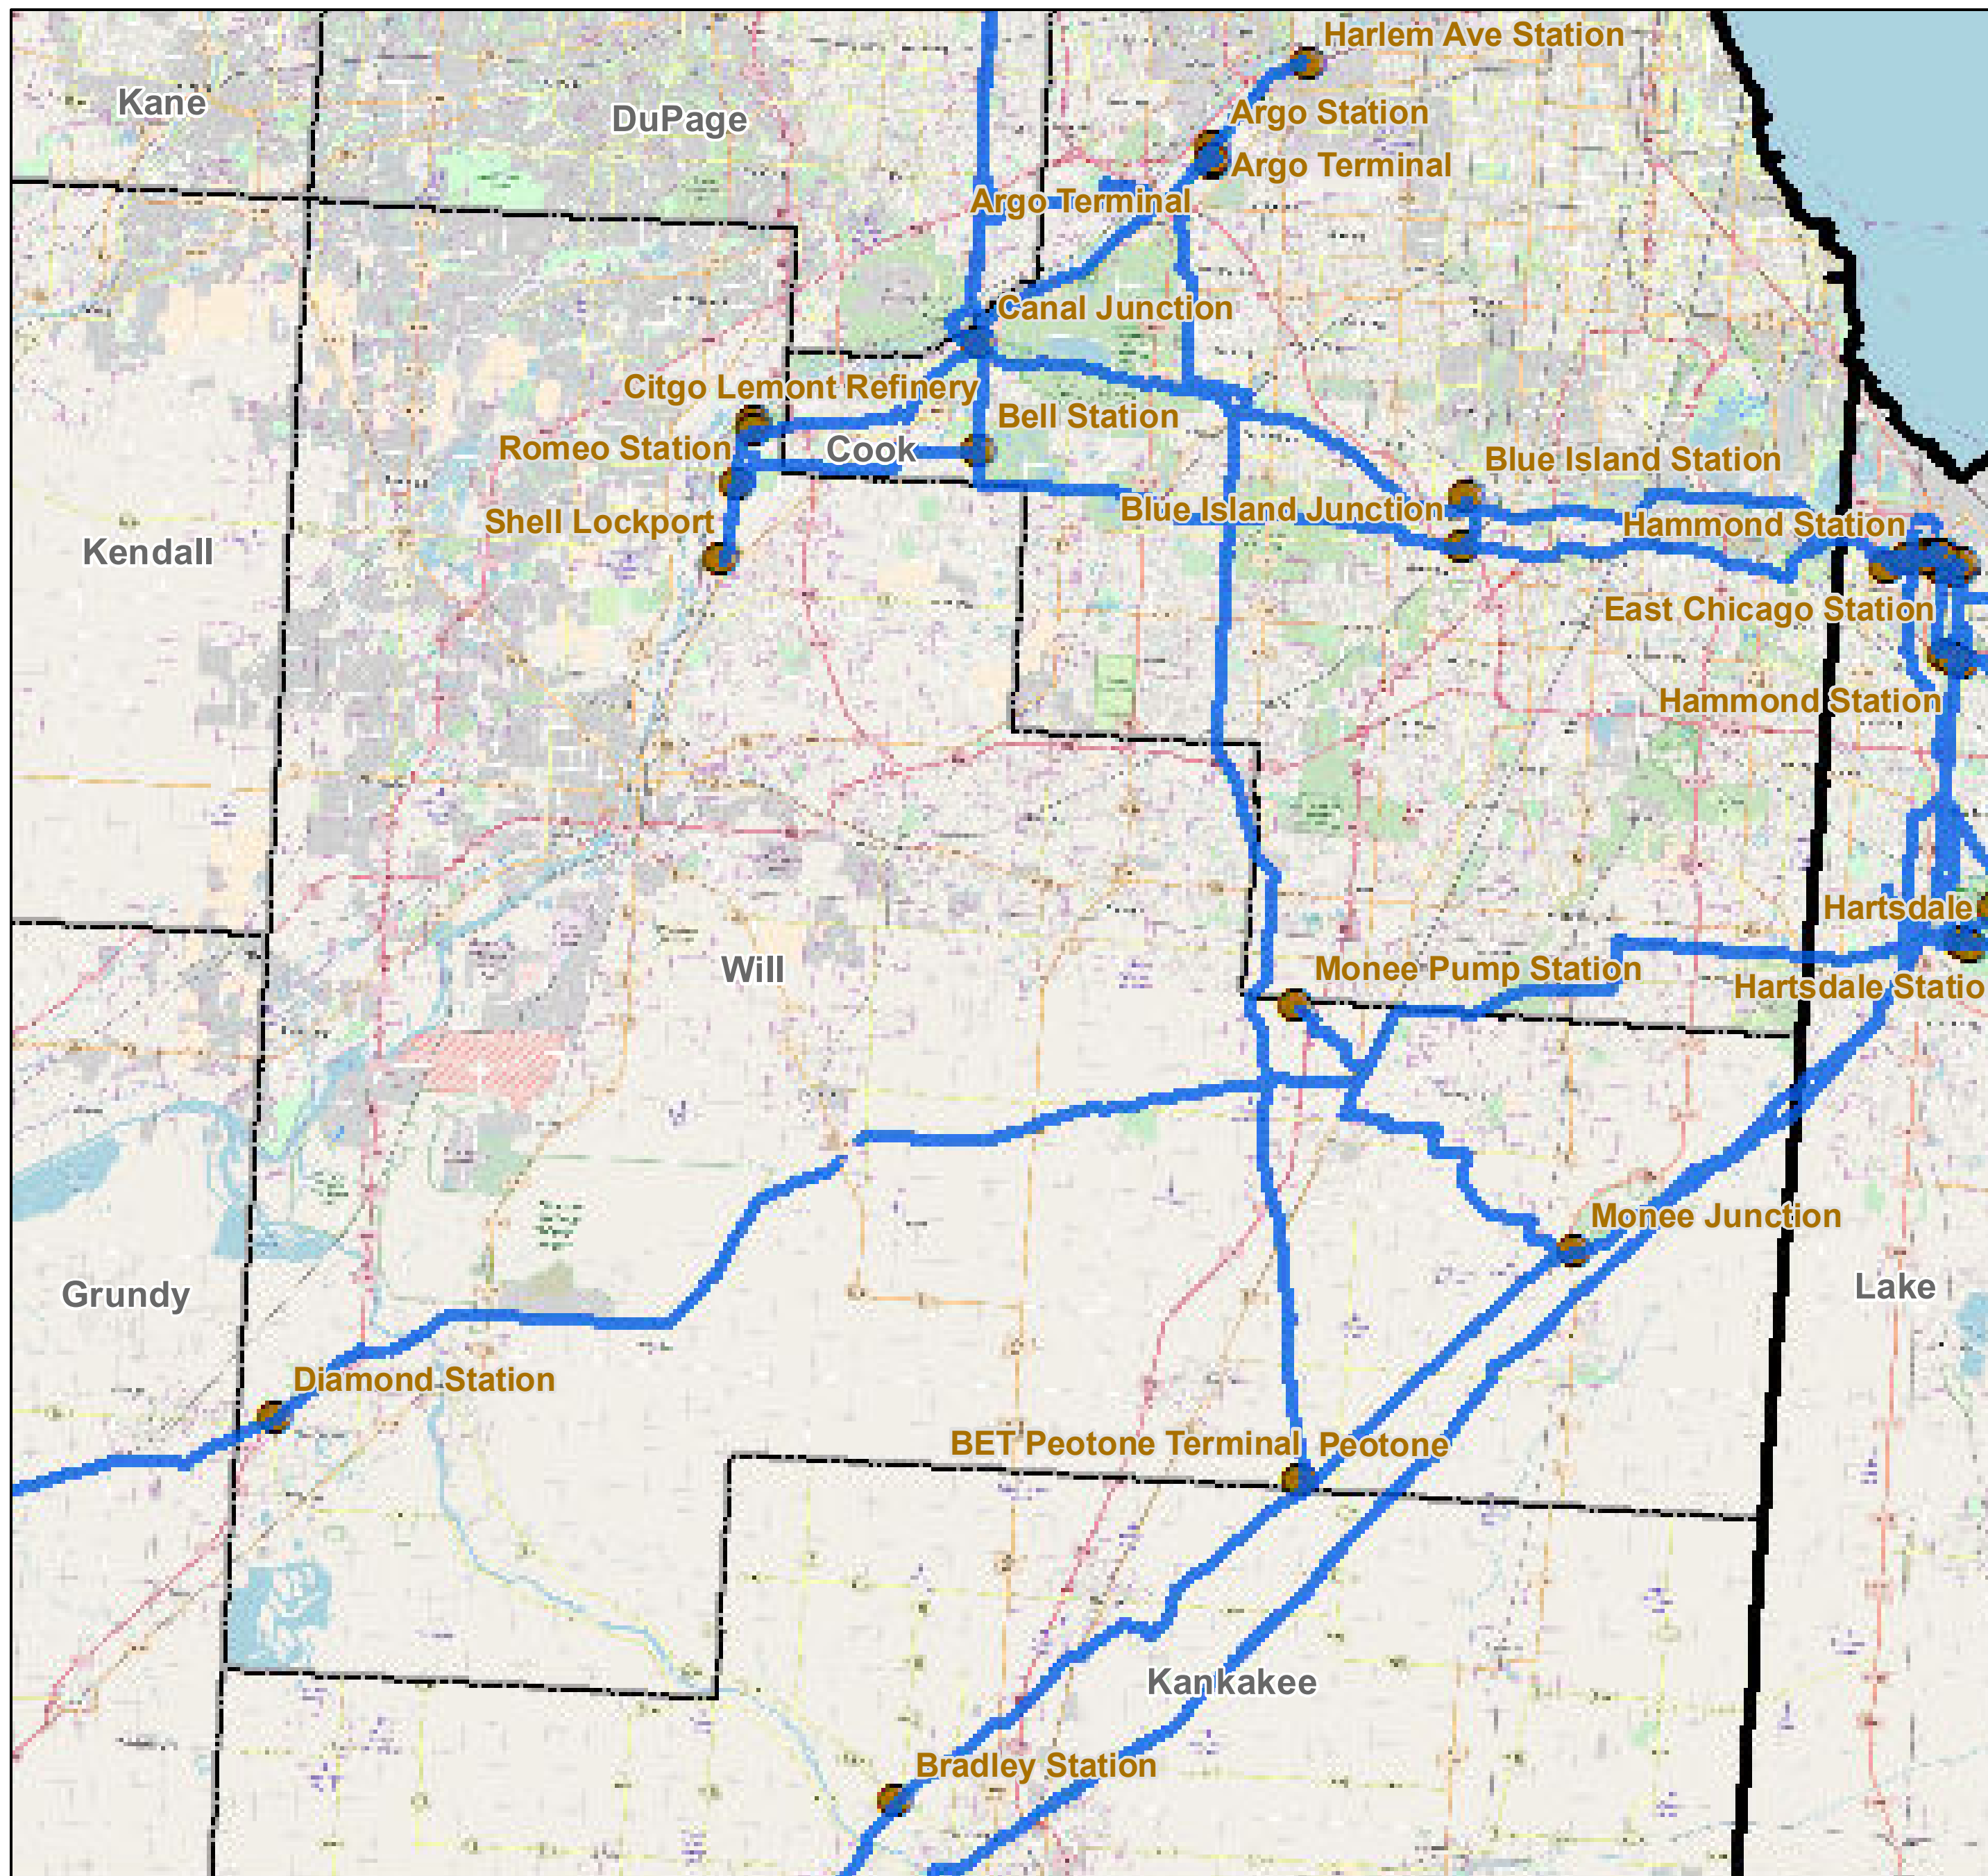 Harlem Ave Station
Kane
DuPage
Argo Station
Argo Terminal
Argo Terminal
Canal Junction
Citgo Lemont Refinery
Bell Station
Romeo Station
Cook
Blue Island Station
Shell Lockport
Blue Island Junction
Hammond Station
Kendall
East Chicago Station
Hammond Station
Hartsdale
Will
Monee Pump Station
Hartsdale Statio
Monee Junction
Grundy
Lake
Diamond Station
BET Peotone Terminal
Peotone
Kankakee
Bradley Station